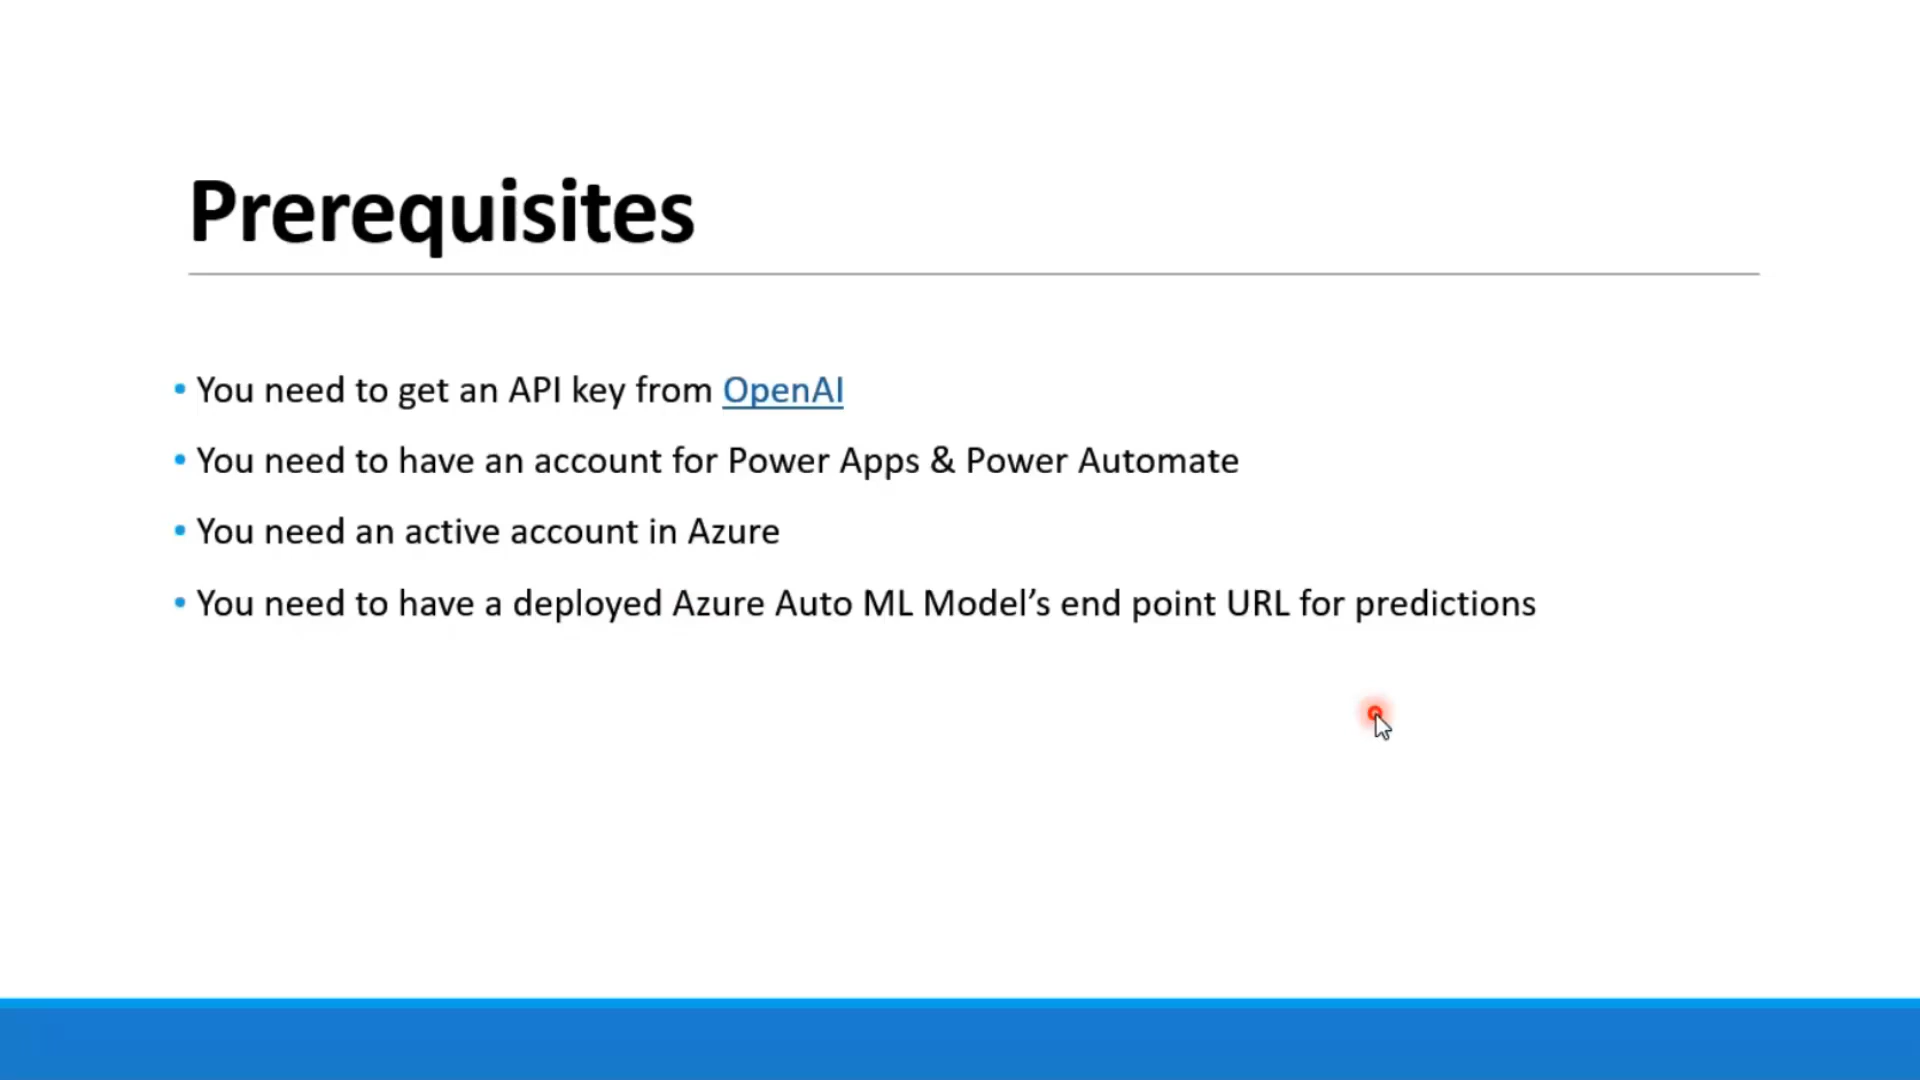 Prerequisites
• You need to get an API key from OpenAI
• You need to have an account for Power Apps & Power Automate
• You need an active account in Azure
• You need to have a deployed Azure Auto ML Model’s end point URL for predictions